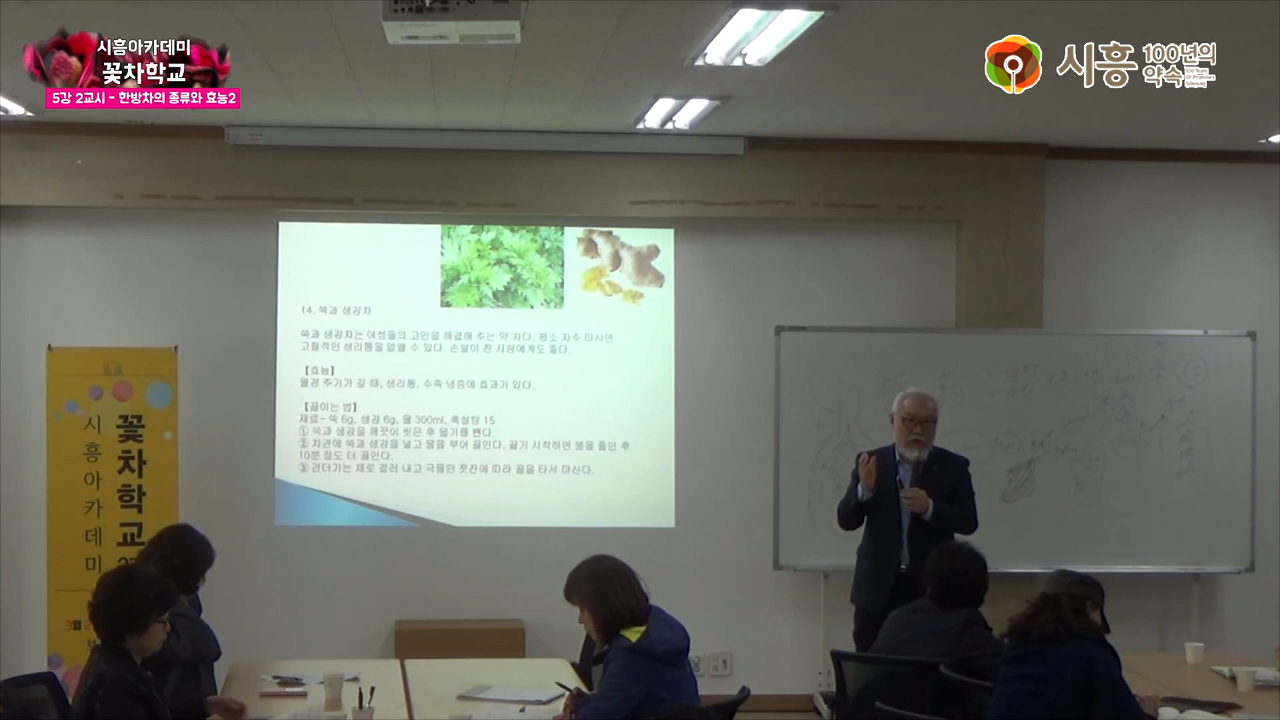 시흥아카데미
꽃차학교
5강 2교시 - 한방차의 종류와 효능2
시흥 100년의
약속
14. 쑥과 생강차
쑥과 생강차는 여성들의 고민을 해결해 주는 약 차다. 평소 자주 마시면
고질적인 생리통을 없앨 수 있다. 손발이 찬 사람에게도 좋다.
【효능】
월경 주기가 길 때, 생리통, 수족 냉증에 효과가 있다.
【끓이는 법】
재료- 쑥 6g, 생강 6g, 물 300ml, 흑설탕 15
① 쑥과 생강을 깨끗이 씻은 후 물기를 뺀다.
② 차관에 쑥과 생강을 넣고 물을 부어 끓인다. 끓기 시작하면 불을 줄인 후
10분 정도 더 끓인다.
③ 건더기는 체로 걸러 내고 국물만 찻잔에 따라 꿀을 타서 마신다.
꽃차학교
시흥아카데미
3월